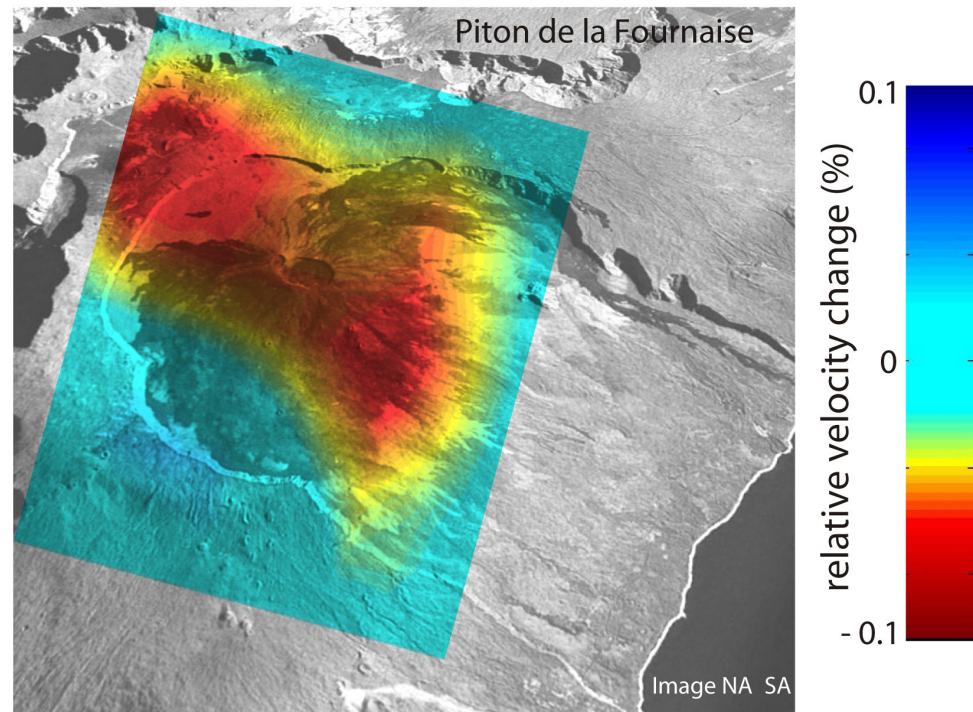 Piton de la Fournaise
Image NA SA
0.1
0
- 0.1
relative velocity change (%)